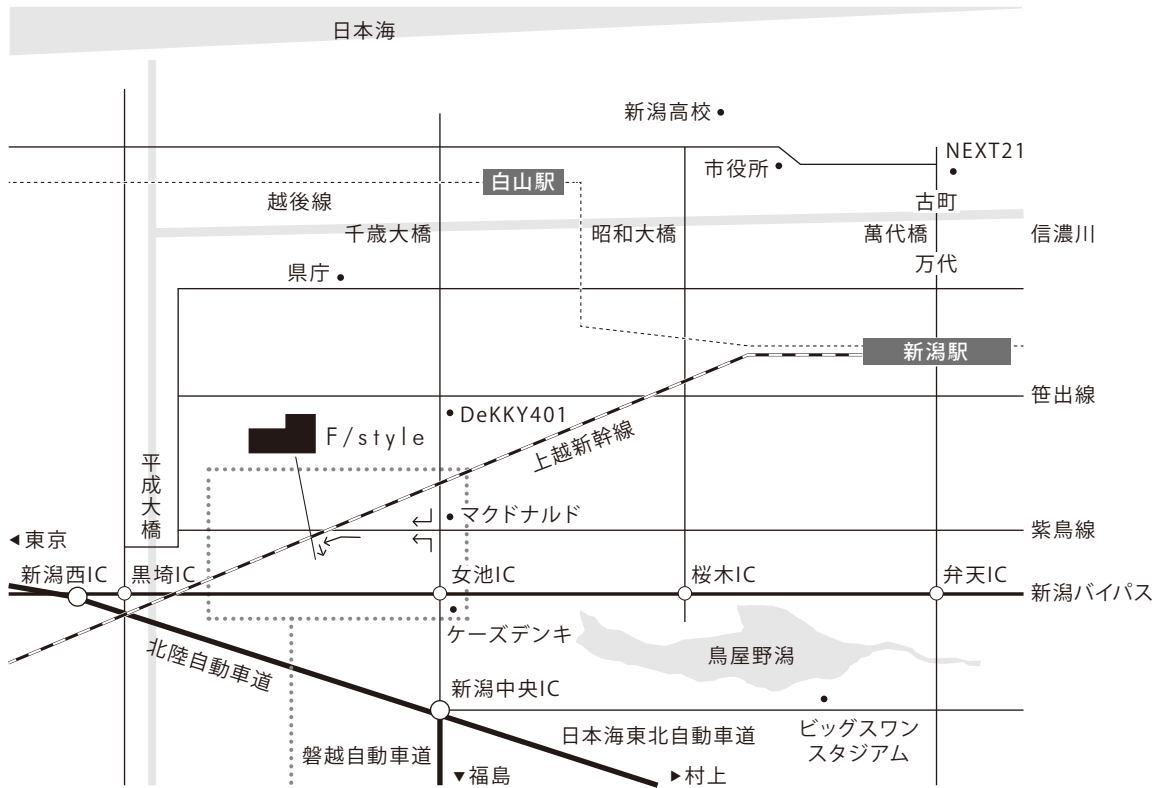 日本海
新潟高校
NEXT21
市役所
白山駅
越後線
古町
千歳大橋
昭和大橋
萬代橋
信濃川
県庁
万代
新潟駅
笹出線
DeKKY401
F/style
上越新幹線
平成大橋
マクドナルド
紫鳥線
◀東京
新潟西IC
黒埼IC
女池IC
桜木IC
弁天IC
新潟バイパス
ケーズデンキ
鳥屋野潟
北陸自動車道
新潟中央IC
ビッグスワン
スタジアム
日本海東北自動車道
磐越自動車道
▼福島
▶村上